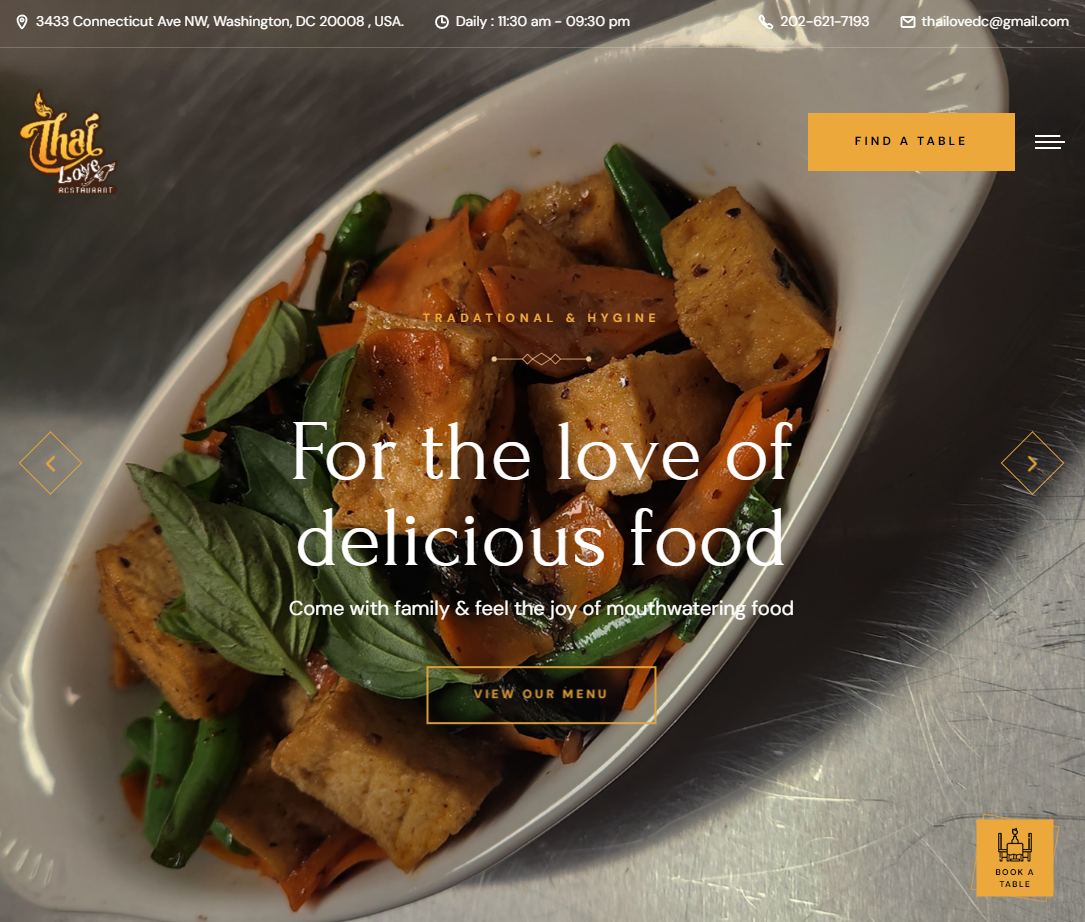 3433 Connecticut Ave NW, Washington, DC 20008 , USA.
Daily : 11:30 am - 09:30 pm
202-621-7193
thailovedc@gmail.com
Thai
Love
RESTAURANT
FIND A TABLE
TRADATIONAL & HYGINE
For the love of
delicious food
Come with family & feel the joy of mouthwatering food
VIEW OUR MENU
BOOK A
TABLE